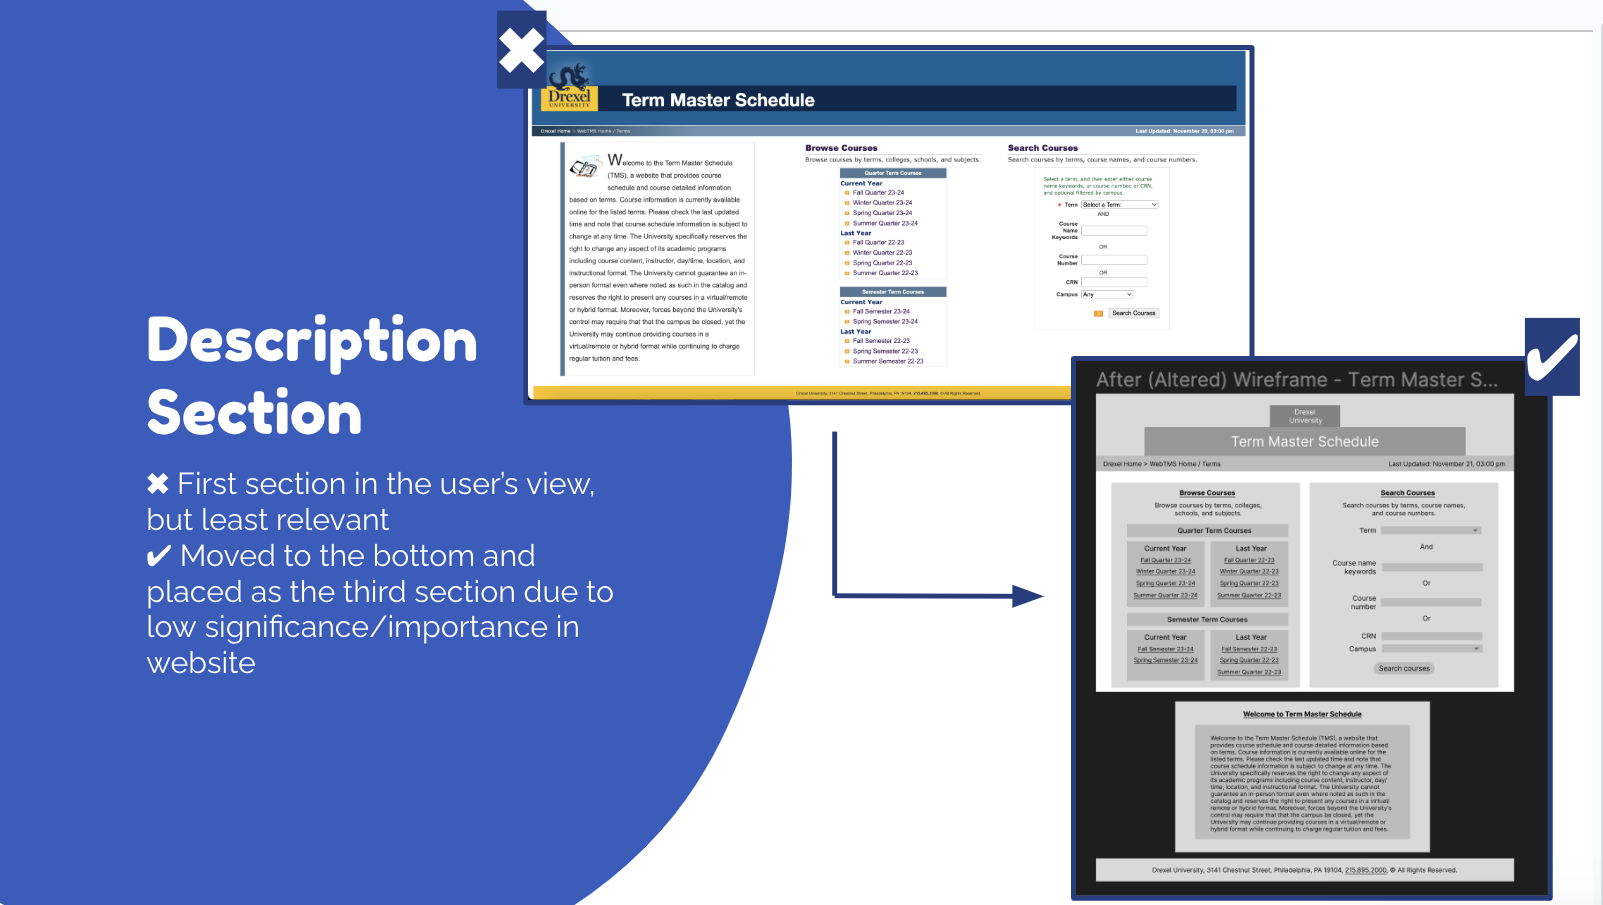 Description
Section
✖ First section in the user's view,
but least relevant
✔ Moved to the bottom and
placed as the third section due to
low significance/importance in
website
✖
Drexel
UNIVERSITY
Term Master Schedule
Drexel Home > WebTMS Home / Terms
Last Updated: November 20, 03:00 pm
Welcome to the Term Master Schedule
(TMS), a website that provides course
schedule and course detailed information
based on terms. Course information is currently available
online for the listed terms. Please check the last updated
time and note that course schedule information is subject to
change at any time. The University specifically reserves the
right to change any aspect of its academic programs
including course content, instructor, day/time, location, and
instructional format. The University cannot guarantee an in-
person format even where noted as such in the catalog and
reserves the right to present any courses in a virtual/remote
or hybrid format. Moreover, forces beyond the University's
control may require that that the campus be closed, yet the
University may continue providing courses in a
virtual/remote or hybrid format while continuing to charge
regular tuition and fees.
Browse Courses
Browse courses by terms, colleges, schools, and subjects.
Quarter Term Courses
Current Year
Fall Quarter 23-24
Winter Quarter 23-24
Spring Quarter 23-24
Summer Quarter 23-24
Last Year
Fall Quarter 22-23
Winter Quarter 22-23
Spring Quarter 22-23
Summer Quarter 22-23
Semester Term Courses
Current Year
Fall Semester 23-24
Spring Semester 23-24
Last Year
Fall Semester 22-23
Spring Semester 22-23
Summer Semester 22-23
Search Courses
Search courses by terms, course names, and course numbers.
Select a term, and then enter either course
name keywords, or course number, or CRN,
and optional filtered by campus.
* Term Select a Term:
AND
Course
Name
Keywords
OR
Course
Number
OR
CRN
Campus Any
Search Courses
Drexel University, 3141 Chestnut Street, Philadelphia, PA 19104, 215.895.2000, © All Rights Reserved.
✔
After (Altered) Wireframe - Term Master S...
Drexel
University
Term Master Schedule
Drexel Home > WebTMS Home / Terms
Last Updated: November 21, 03:00 pm
Browse Courses
Browse courses by terms, colleges,
schools, and subjects.
Quarter Term Courses
Current Year
Fall Quarter 23-24
Winter Quarter 23-24
Spring Quarter 23-24
Summer Quarter 23-24
Last Year
Fall Quarter 22-23
Winter Quarter 22-23
Spring Quarter 22-23
Summer Quarter 22-23
Semester Term Courses
Current Year
Fall Semester 23-24
Spring Semester 23-24
Last Year
Fall Semester 22-23
Spring Quarter 22-23
Summer Quarter 22-23
Search Courses
Search courses by terms, course names,
and course numbers.
Term
And
Course name
keywords
Or
Course
number
Or
CRN
Campus
Search courses
Welcome to Term Master Schedule
Welcome to the Term Master Schedule (TMS), a website that
provides course schedule and course detailed information based
on terms. Course information is currently available online for the
listed terms. Please check the last updated time and note that
course schedule information is subject to change at any time. The
University specifically reserves the right to change any aspect of
its academic programs including course content, instructor, day/
time, location, and instructional format. The University cannot
guarantee an in-person format even where noted as such in the
catalog and reserves the right to present any courses in a virtual/
remote or hybrid format. Moreover, forces beyond the University's
control may require that that the campus be closed, yet the
University may continue providing courses in a virtual/remote or
hybrid format while continuing to charge regular tuition and fees.
Drexel University, 3141 Chestnut Street, Philadelphia, PA 19104, 215.895.2000, © All Rights Reserved.